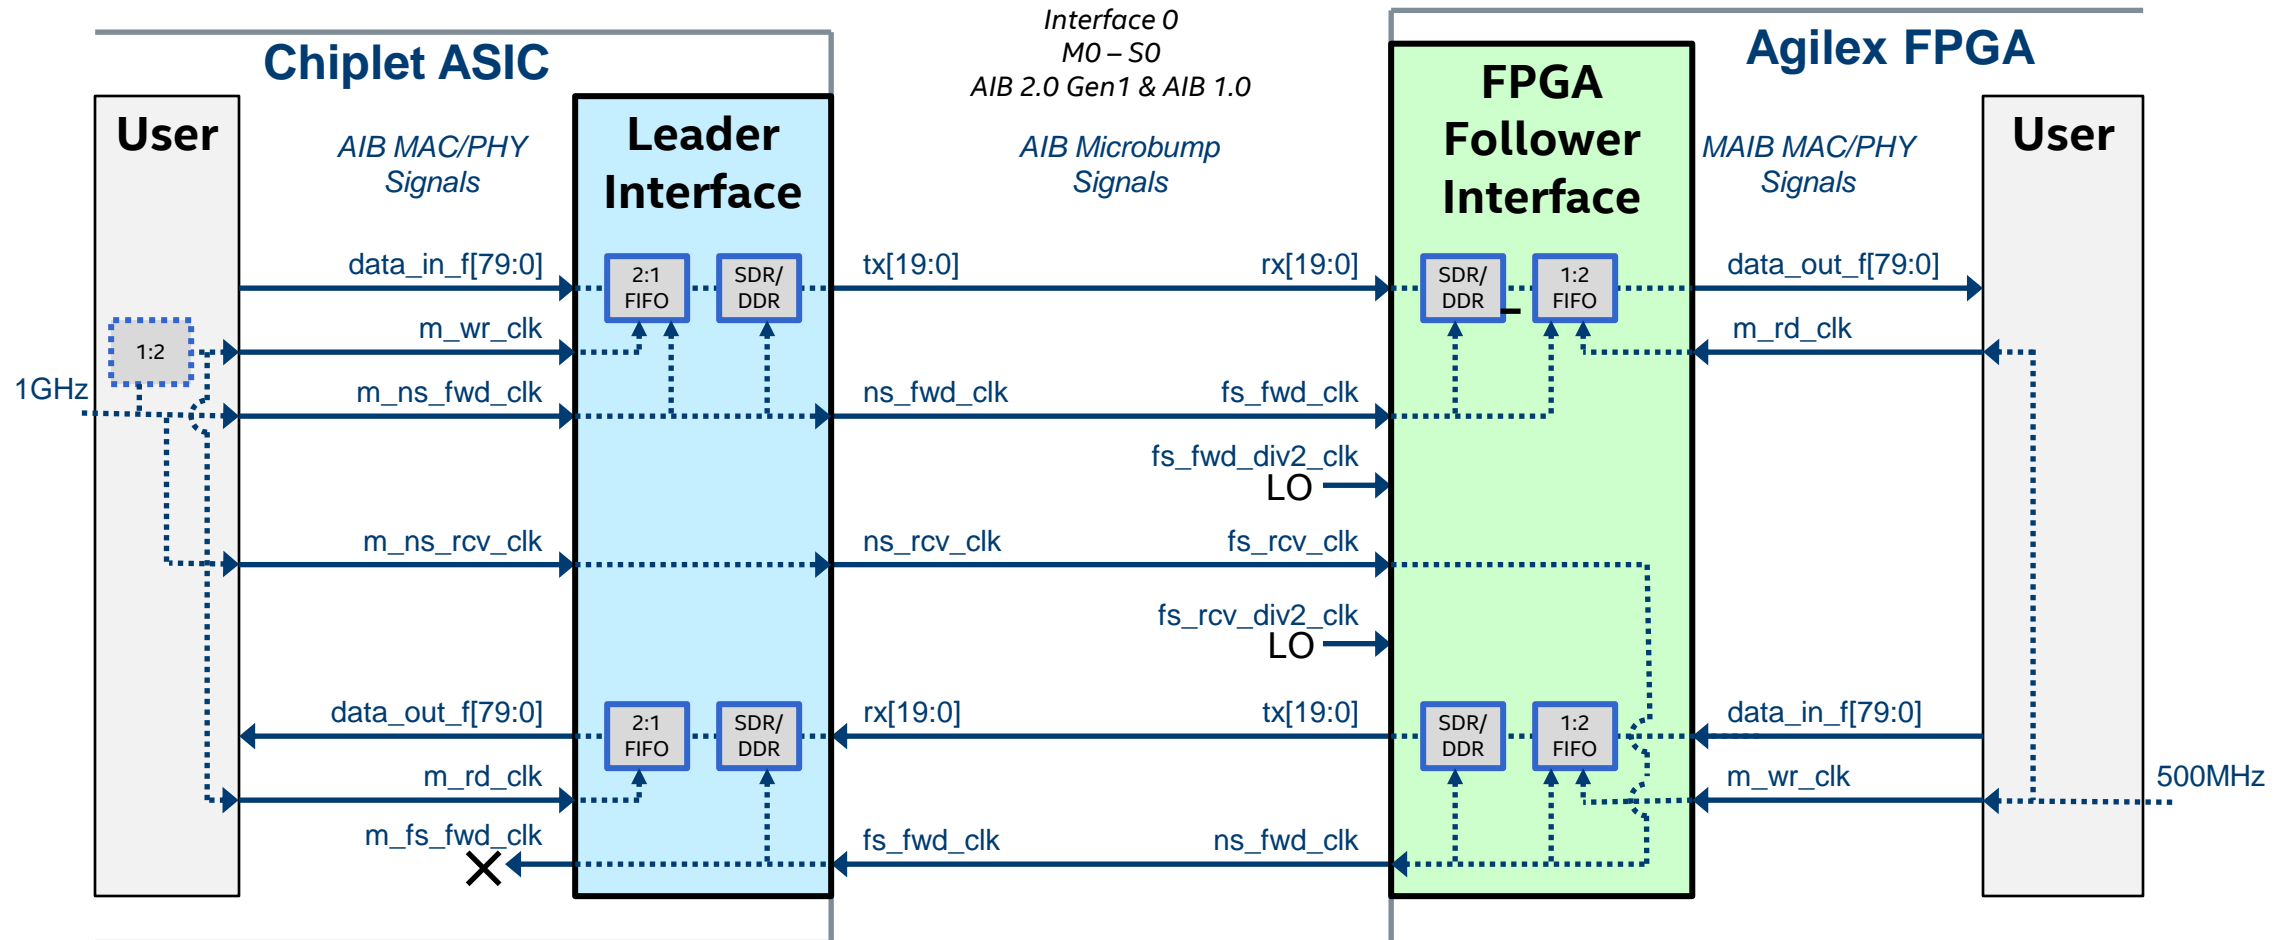 Interface 0
M0 – S0
AIB 2.0 Gen1 & AIB 1.0
Chiplet ASIC
Agilex FPGA
User
AIB MAC/PHY
Signals
Leader
Interface
AIB Microbump
Signals
FPGA
Follower
Interface
MAIB MAC/PHY
Signals
User
data_in_f[79:0]
2:1
FIFO
SDR/
DDR
tx[19:0]
rx[19:0]
SDR/
DDR
1:2
FIFO
data_out_f[79:0]
1:2
m_wr_clk
m_rd_clk
1GHz
m_ns_fwd_clk
ns_fwd_clk
fs_fwd_clk
fs_fwd_div2_clk
LO
m_ns_rcv_clk
ns_rcv_clk
fs_rcv_clk
fs_rcv_div2_clk
LO
data_out_f[79:0]
2:1
FIFO
SDR/
DDR
rx[19:0]
tx[19:0]
SDR/
DDR
1:2
FIFO
data_in_f[79:0]
m_rd_clk
m_wr_clk
500MHz
m_fs_fwd_clk
fs_fwd_clk
ns_fwd_clk